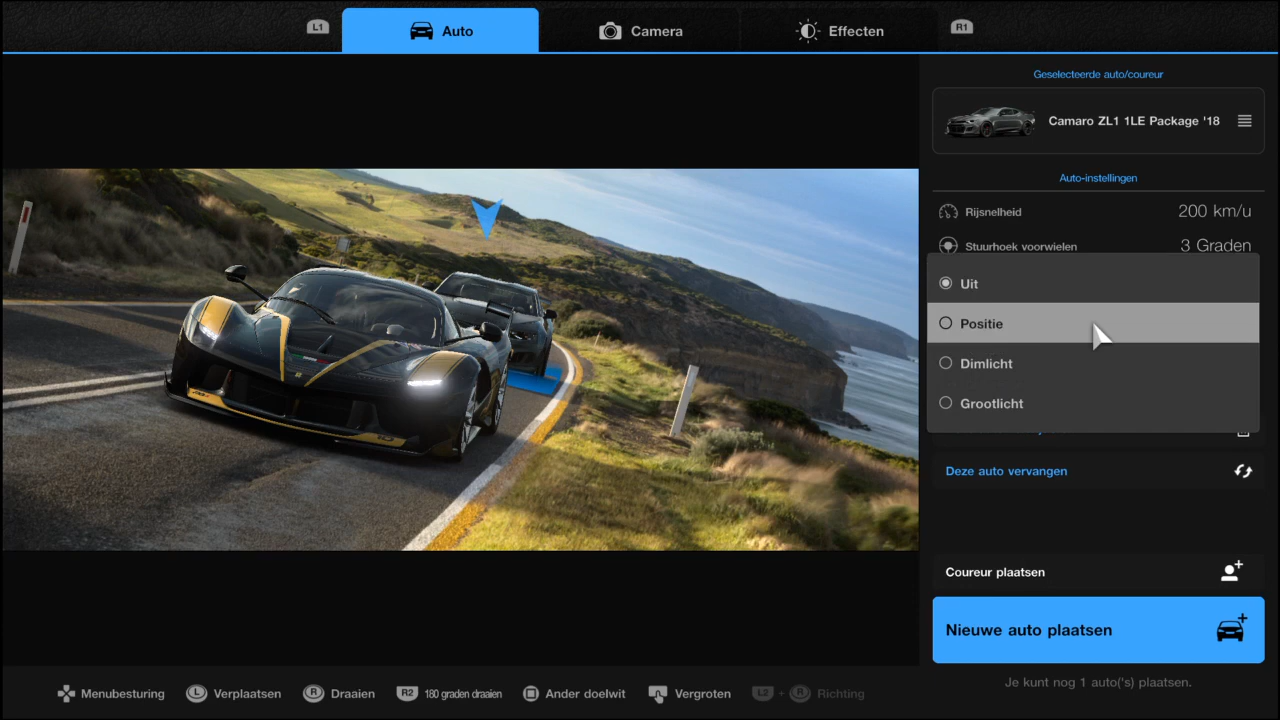 L1
Auto
Camera
Effecten
R1
Geselecteerde auto/coureur
Camaro ZL1 1LE Package '18
Auto-instellingen
Rijsnelheid 200 km/u
Stuurhoek voorwielen 3 Graden
Uit
Positie
Dimlicht
Grootlicht
Deze auto vervangen
Coureur plaatsen
Nieuwe auto plaatsen
Je kunt nog 1 auto('s) plaatsen.
Menubesturing
L Verplaatsen
R Draaien
R2 180 graden draaien
Ander doelwit
Vergroten
L2 + R Richting